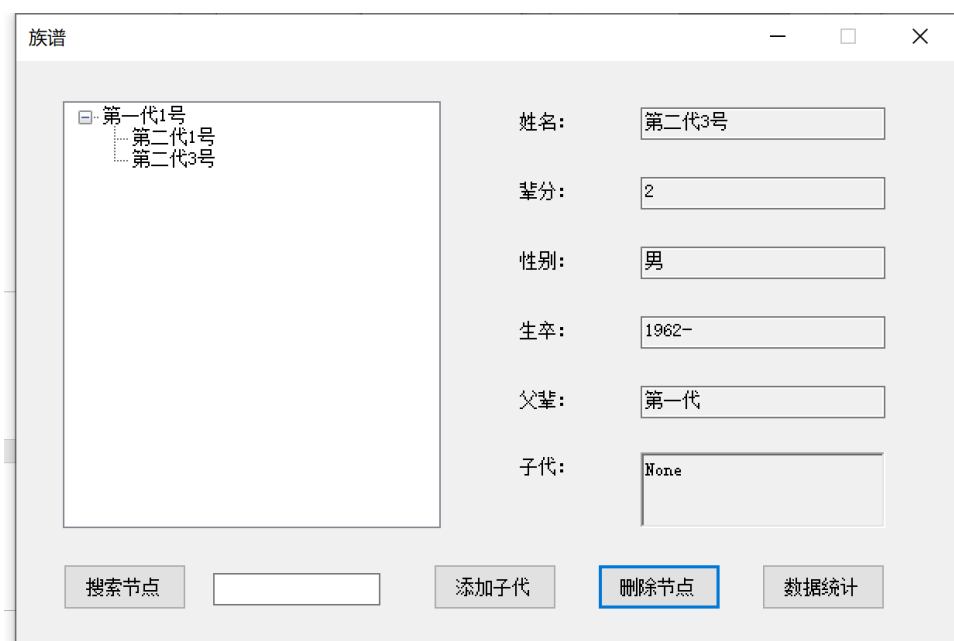 族谱
第一代1号
第二代1号
第二代3号
姓名：
第二代3号
辈分：
2
性别：
男
生卒：
1962-
父辈：
第一代
子代：
None
搜索节点
添加子代
删除节点
数据统计